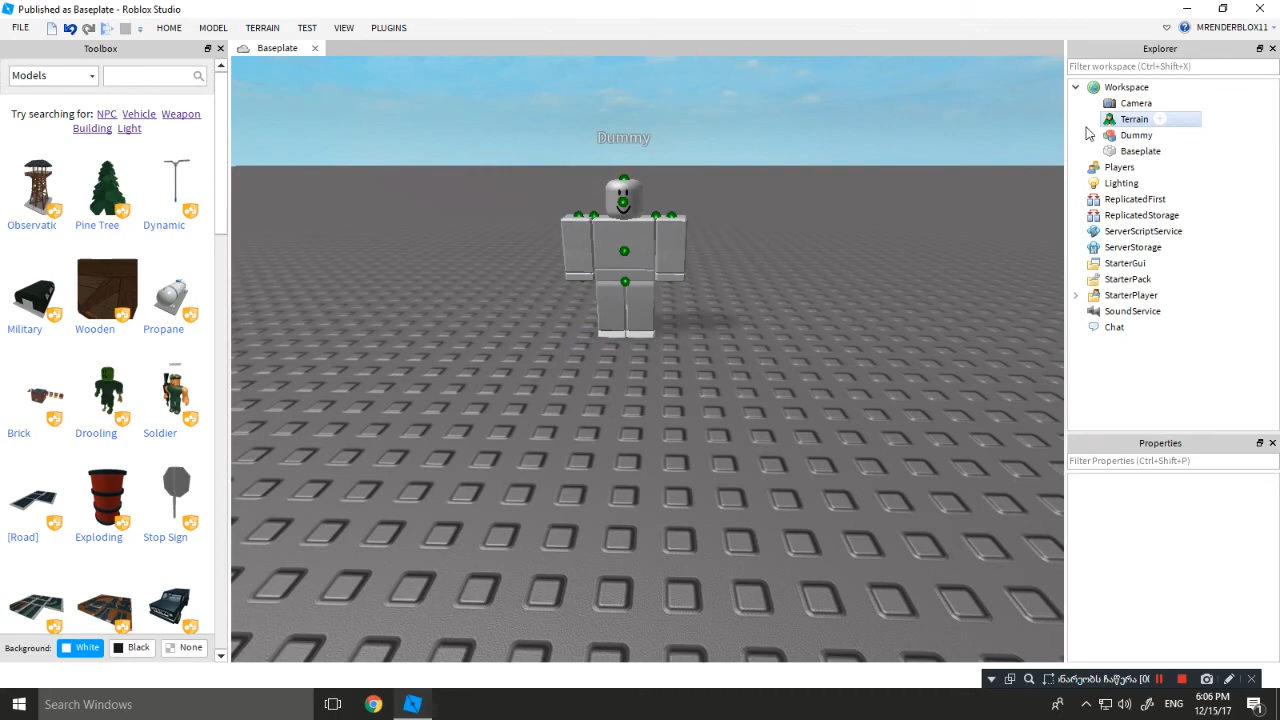 Published as Baseplate - Roblox Studio
FILE HOME MODEL TERRAIN TEST VIEW PLUGINS MRENDERBLOX11
Toolbox
Baseplate
Explorer
Models
Filter workspace (Ctrl+Shift+X)
Try searching for: NPC Vehicle Weapon
Building Light
Workspace
Camera
Terrain
Dummy
Baseplate
Players
Lighting
ReplicatedFirst
ReplicatedStorage
ServerScriptService
ServerStorage
StarterGui
StarterPack
StarterPlayer
SoundService
Chat
Dummy
Observatic Pine Tree Dynamic
Military Wooden Propane
Brick Drooling Soldier
[Road] Exploding Stop Sign
Properties
Filter Properties (Ctrl+Shift+P)
Background: White Black None
Search Windows
ENG
6:06 PM
12/15/17
1